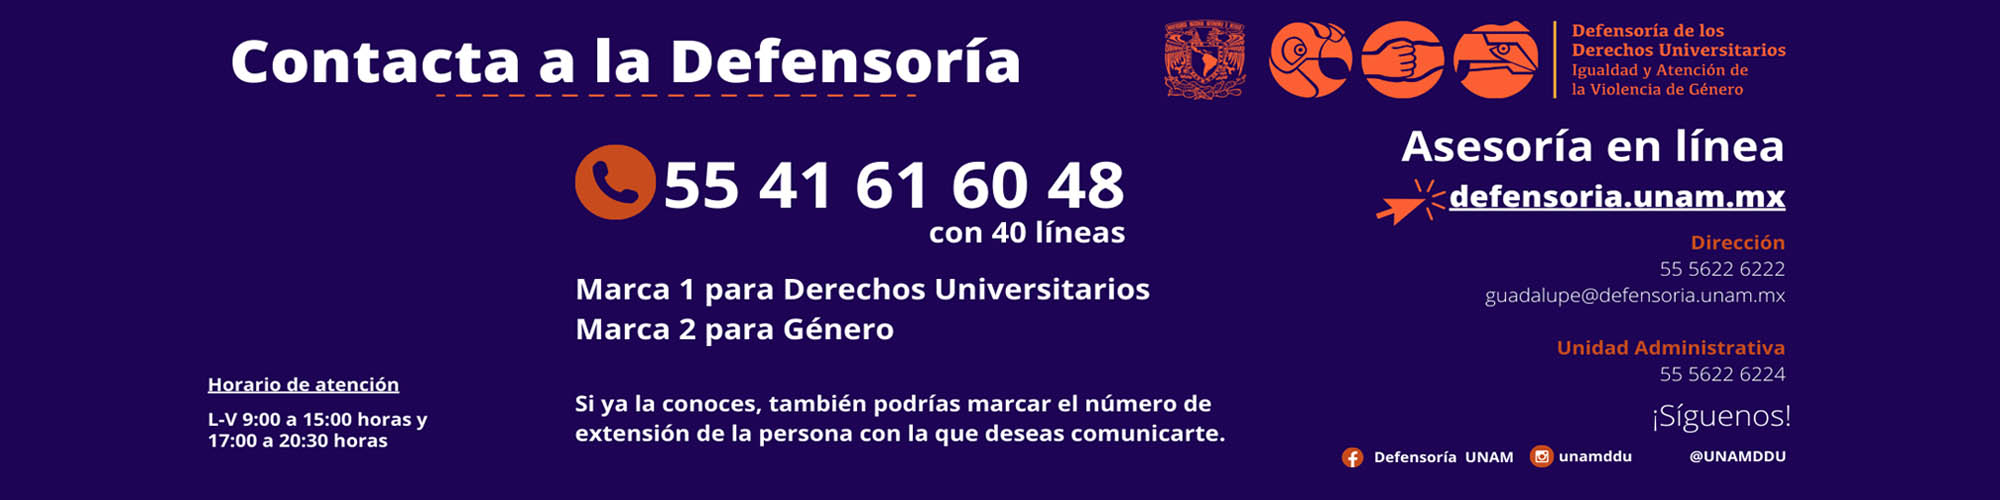 Contacta a la Defensoría
Defensoría de los
Derechos Universitarios
Igualdad y Atención de
la Violencia de Género
55 41 61 60 48
con 40 líneas
Marca 1 para Derechos Universitarios
Marca 2 para Género
Si ya la conoces, también podrías marcar el número de
extensión de la persona con la que deseas comunicarte.
Horario de atención
L-V 9:00 a 15:00 horas y
17:00 a 20:30 horas
Asesoría en línea
defensoria.unam.mx
Dirección
55 5622 6222
guadalupe@defensoria.unam.mx
Unidad Administrativa
55 5622 6224
¡Síguenos!
Defensoría UNAM unamddu @UNAMDDU